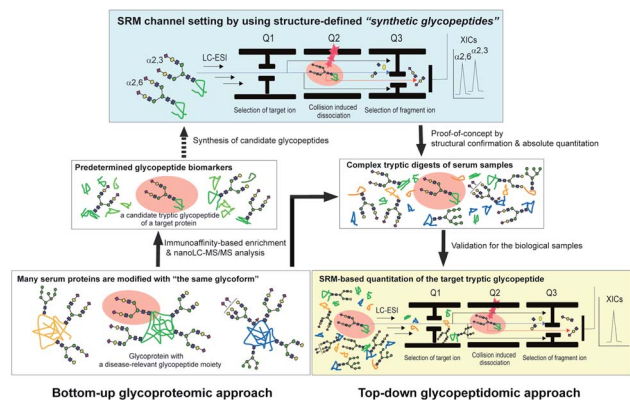 SRM channel setting by using structure-defined "synthetic glycopeptides"
Q1
Q2
Q3
XICs
α2,3
α2,3
LC-ESI
α2,6
α2,6
Selection of target ion
Collision induced
dissociation
Selection of fragment ion
Synthesis of candidate glycopeptides
Proof-of-concept by
structural confirmation & absolute quantitation
Predetermined glycopeptide biomarkers
a candidate tryptic glycopeptide
of a target protein
Complex tryptic digests of serum samples
Immunoaffinity-based enrichment
& nanoLC-MS/MS analysis
Validation for the biological samples
Many serum proteins are modified with "the same glycoform"
Glycoprotein with
a disease-relevant glycopeptide moiety
SRM-based quantitation of the target tryptic glycopeptide
Q1
Q2
Q3
XICs
LC-ESI
Selection of target ion
Collision induced
dissociation
Selection of fragment ion
Bottom-up glycoproteomic approach
Top-down glycopeptidomic approach